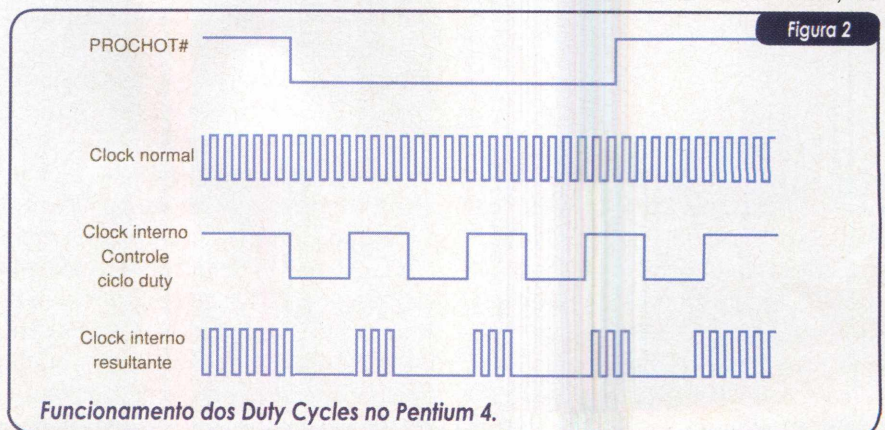 Figura 2
PROCHOT#
Clock normal
Clock interno
Controle
ciclo duty
Clock interno
resultante
Funcionamento dos Duty Cycles no Pentium 4.